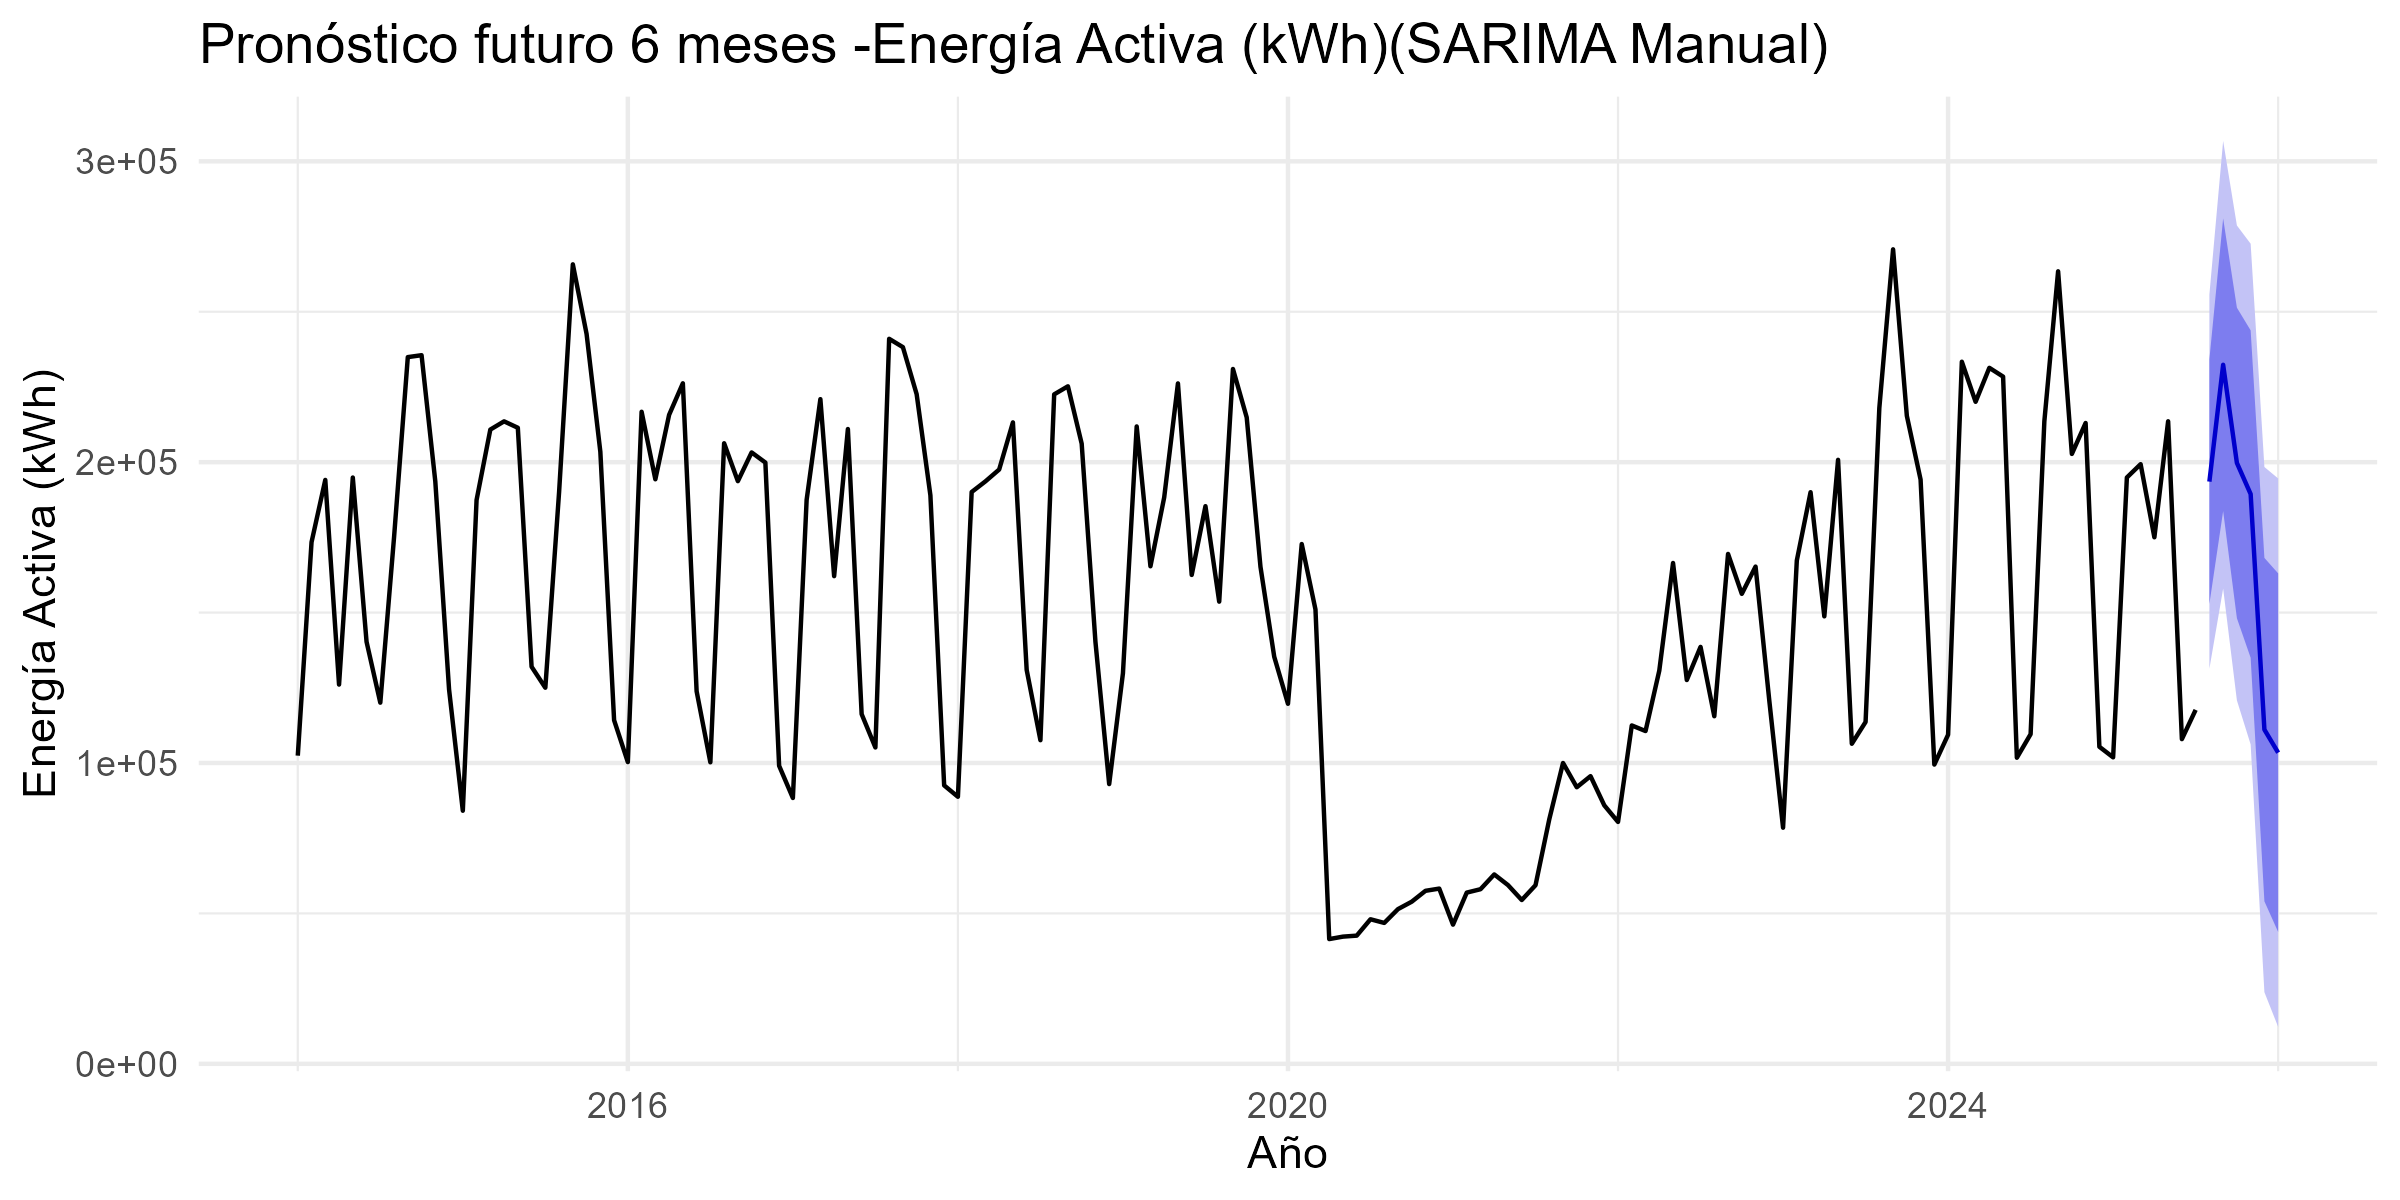 Pronóstico futuro 6 meses -Energía Activa (kWh)(SARIMA Manual)
Energía Activa (kWh)
3e+05
2e+05
1e+05
0e+00
2016
2020
2024
Año